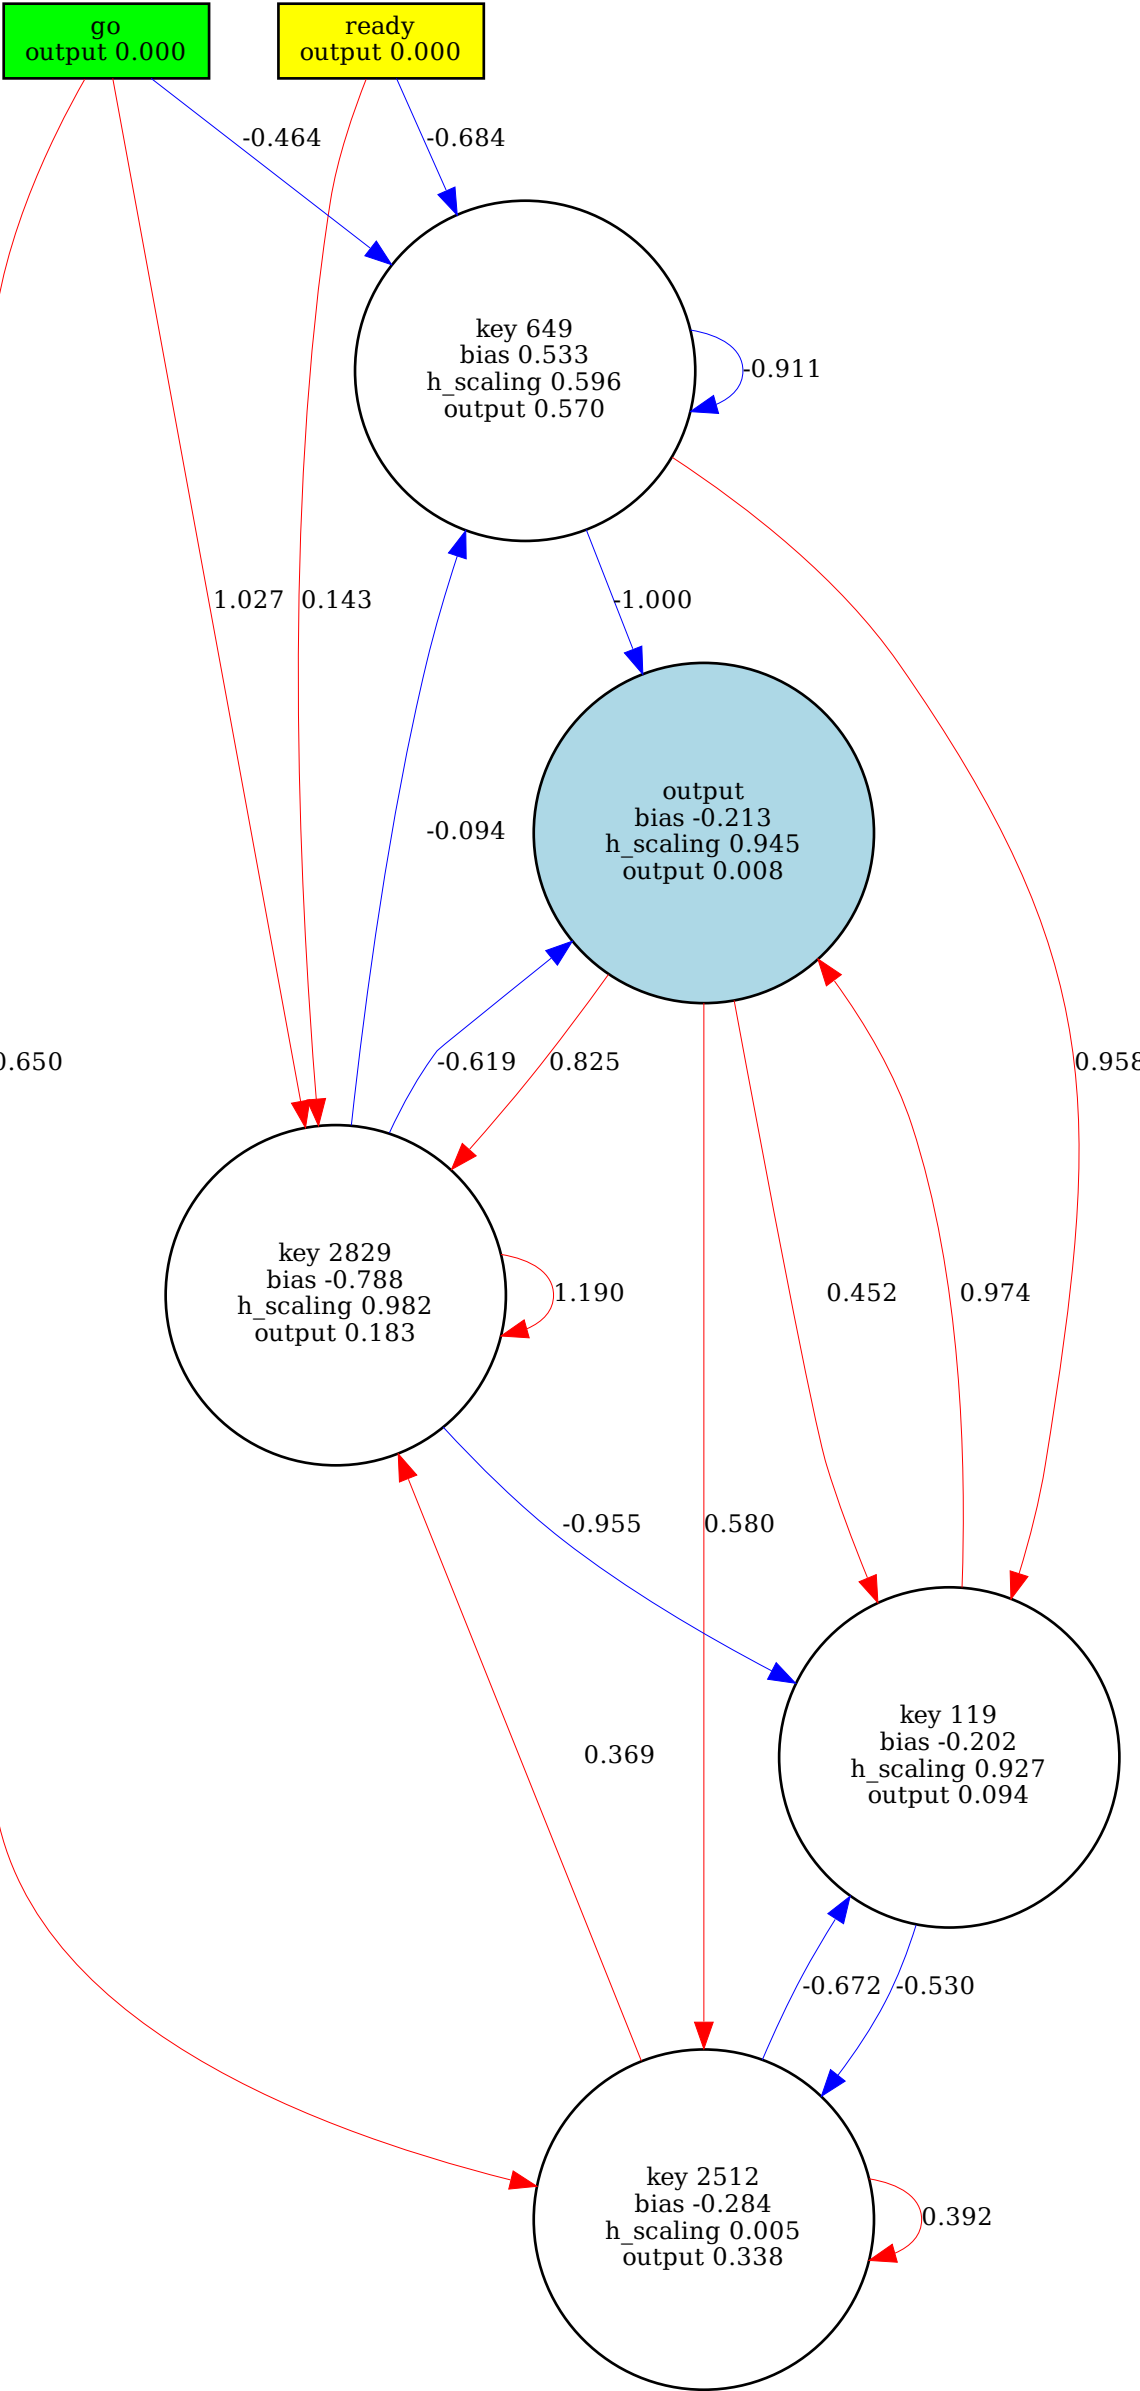 go
output 0.000
ready
output 0.000
-0.464
-0.684
key 649
bias 0.533
h_scaling 0.596
output 0.570
-0.911
1.027
0.143
-1.000
output
bias -0.213
h_scaling 0.945
output 0.008
-0.094
0.650
-0.619
0.825
0.958
key 2829
bias -0.788
h_scaling 0.982
output 0.183
1.190
0.452
0.974
-0.955
0.580
key 119
bias -0.202
h_scaling 0.927
output 0.094
0.369
-0.672
-0.530
key 2512
bias -0.284
h_scaling 0.005
output 0.338
0.392